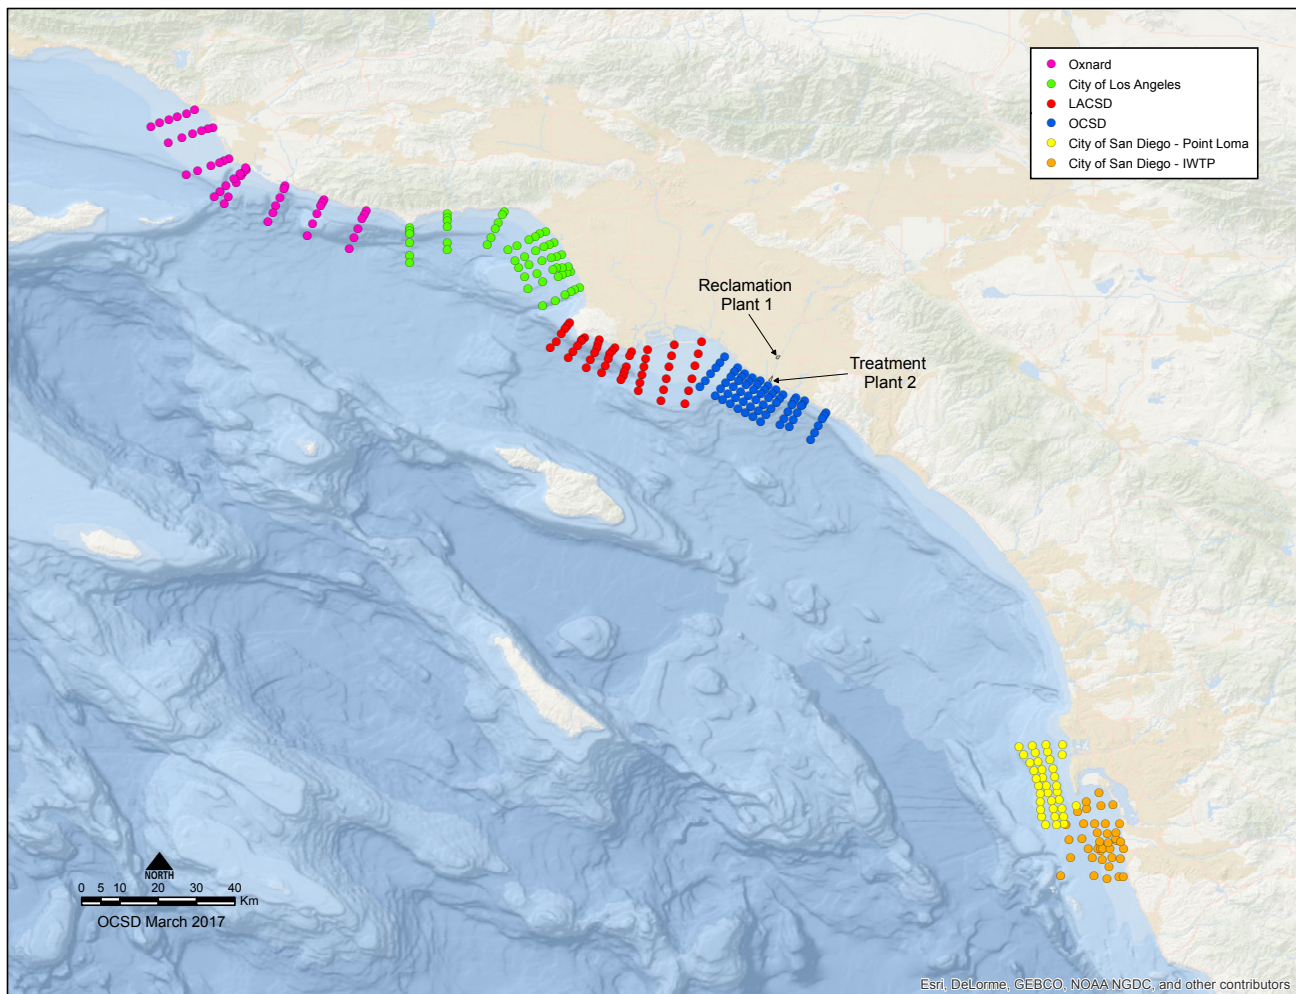 Oxnard
City of Los Angeles
LACSD
OCSD
City of San Diego - Point Loma
City of San Diego - IWTP
Reclamation
Plant 1
Treatment
Plant 2
NORTH
0 5 10 20 30 40
Km
OCSD March 2017
Esri, DeLorme, GEBCO, NOAA NGDC, and other contributors